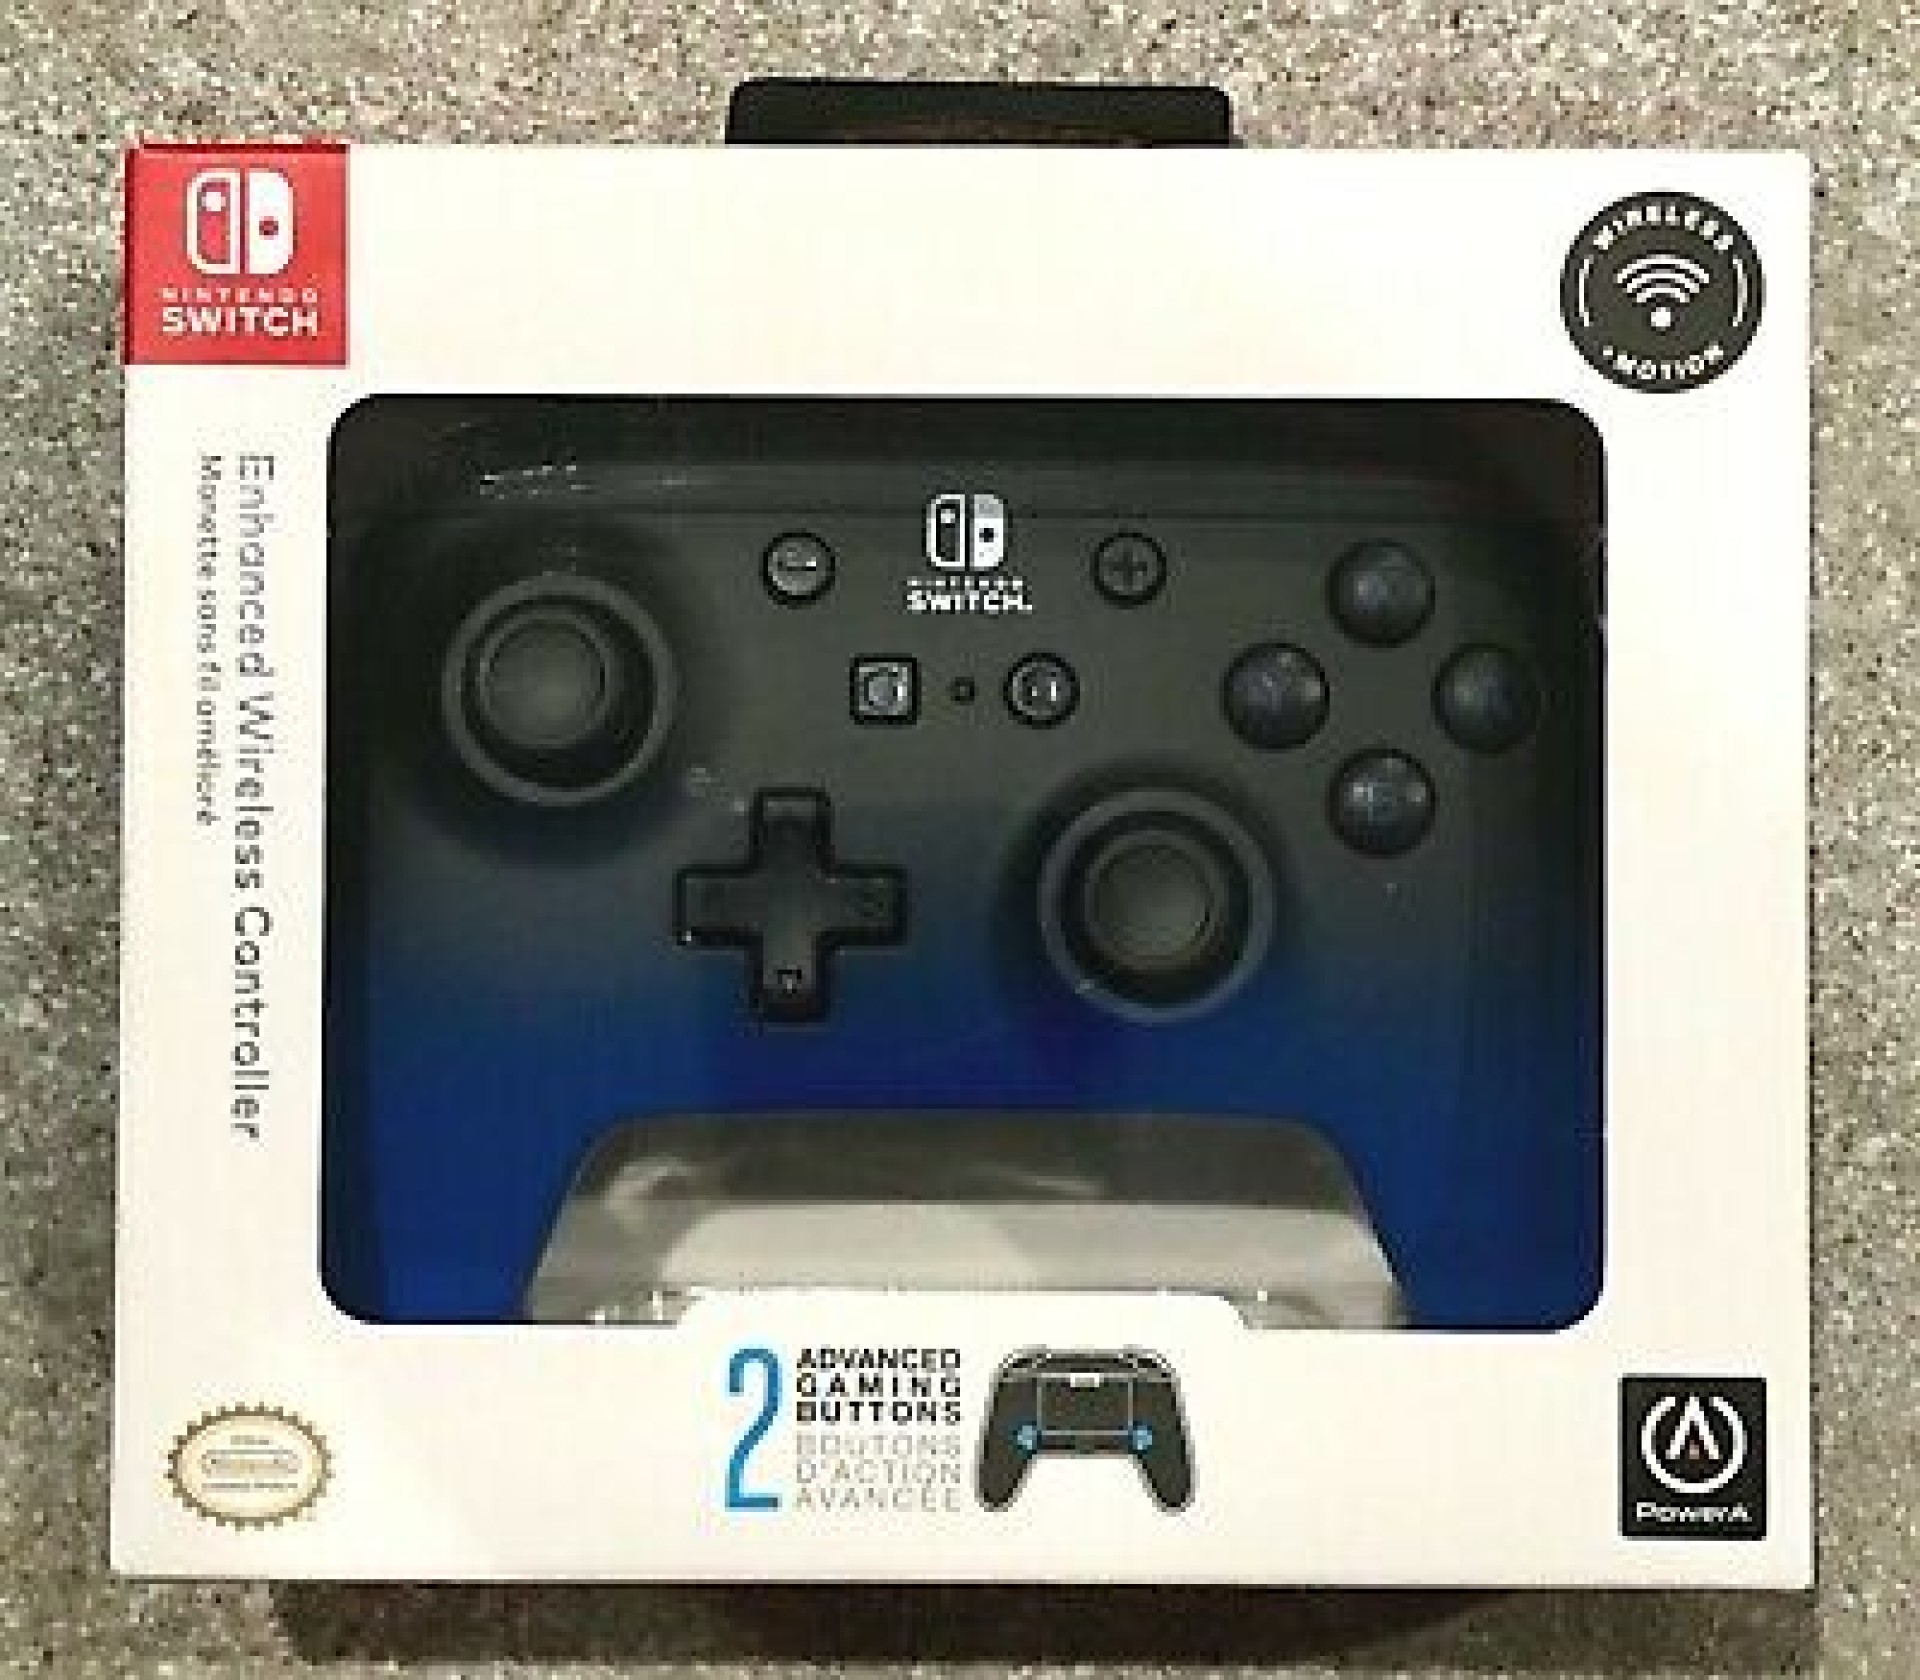 NINTENDO
SWITCH
WIRELESS
+MOTION
Enhanced Wireless Controller
Manette sans fil améliorée
NINTENDO
SWITCH.
2
ADVANCED
GAMING
BUTTONS
BOUTONS
D'ACTION
AVANCÉE
Nintendo
PowerA